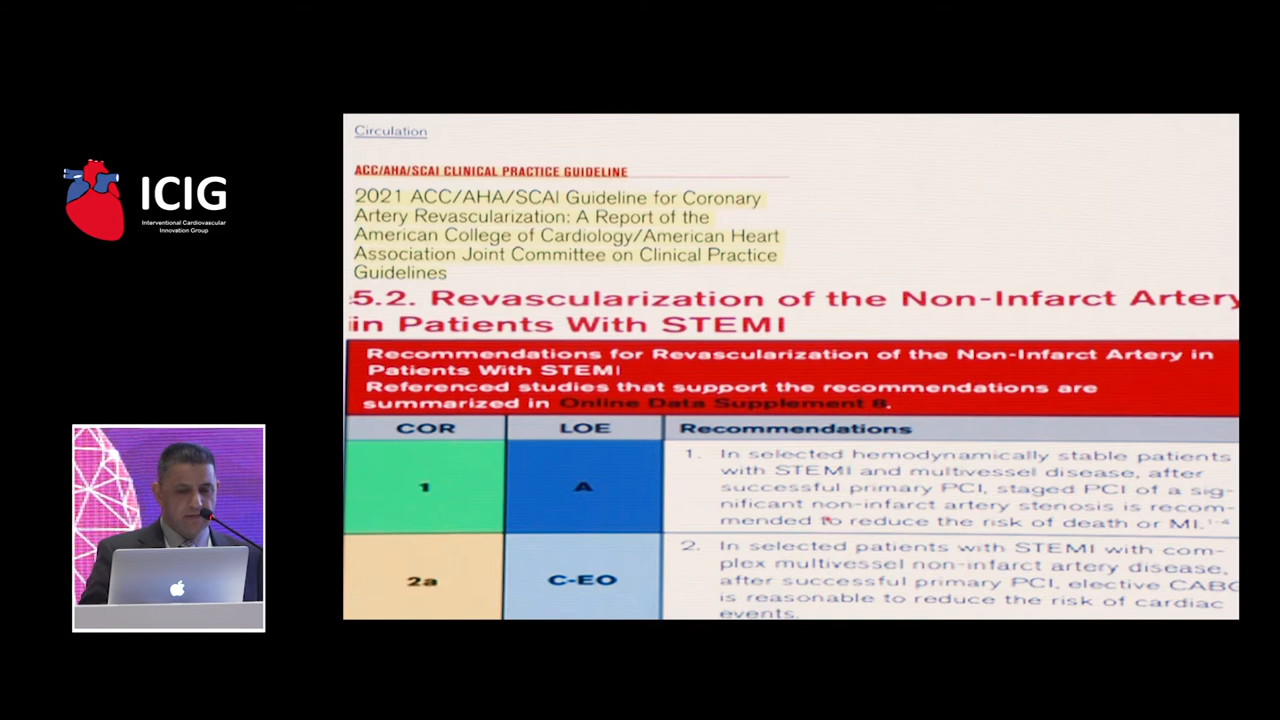 ICIG
Interventional Cardiovascular
Innovation Group
Circulation
ACC/AHA/SCAI CLINICAL PRACTICE GUIDELINE
2021 ACC/AHA/SCAI Guideline for Coronary
Artery Revascularization: A Report of the
American College of Cardiology/American Heart
Association Joint Committee on Clinical Practice
Guidelines
5.2. Revascularization of the Non-Infarct Artery
in Patients With STEMI
Recommendations for Revascularization of the Non-Infarct Artery in
Patients With STEMI
Referenced studies that support the recommendations are
summarized in Online Data Supplement 8.
COR LOE Recommendations
1 A 1. In selected hemodynamically stable patients
with STEMI and multivessel disease, after
successful primary PCI, staged PCI of a sig-
nificant non-infarct artery stenosis is recom-
mended to reduce the risk of death or MI.1-4
2a C-EO 2. In selected patients with STEMI with com-
plex multivessel non-infarct artery disease,
after successful primary PCI, elective CABG
is reasonable to reduce the risk of cardiac
events.